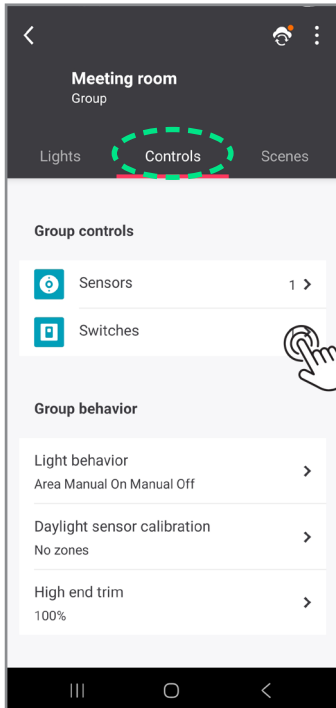 Meeting room
Group
Lights Controls Scenes
Group controls
Sensors 1
Switches
Group behavior
Light behavior
Area Manual On Manual Off
Daylight sensor calibration
No zones
High end trim
100%